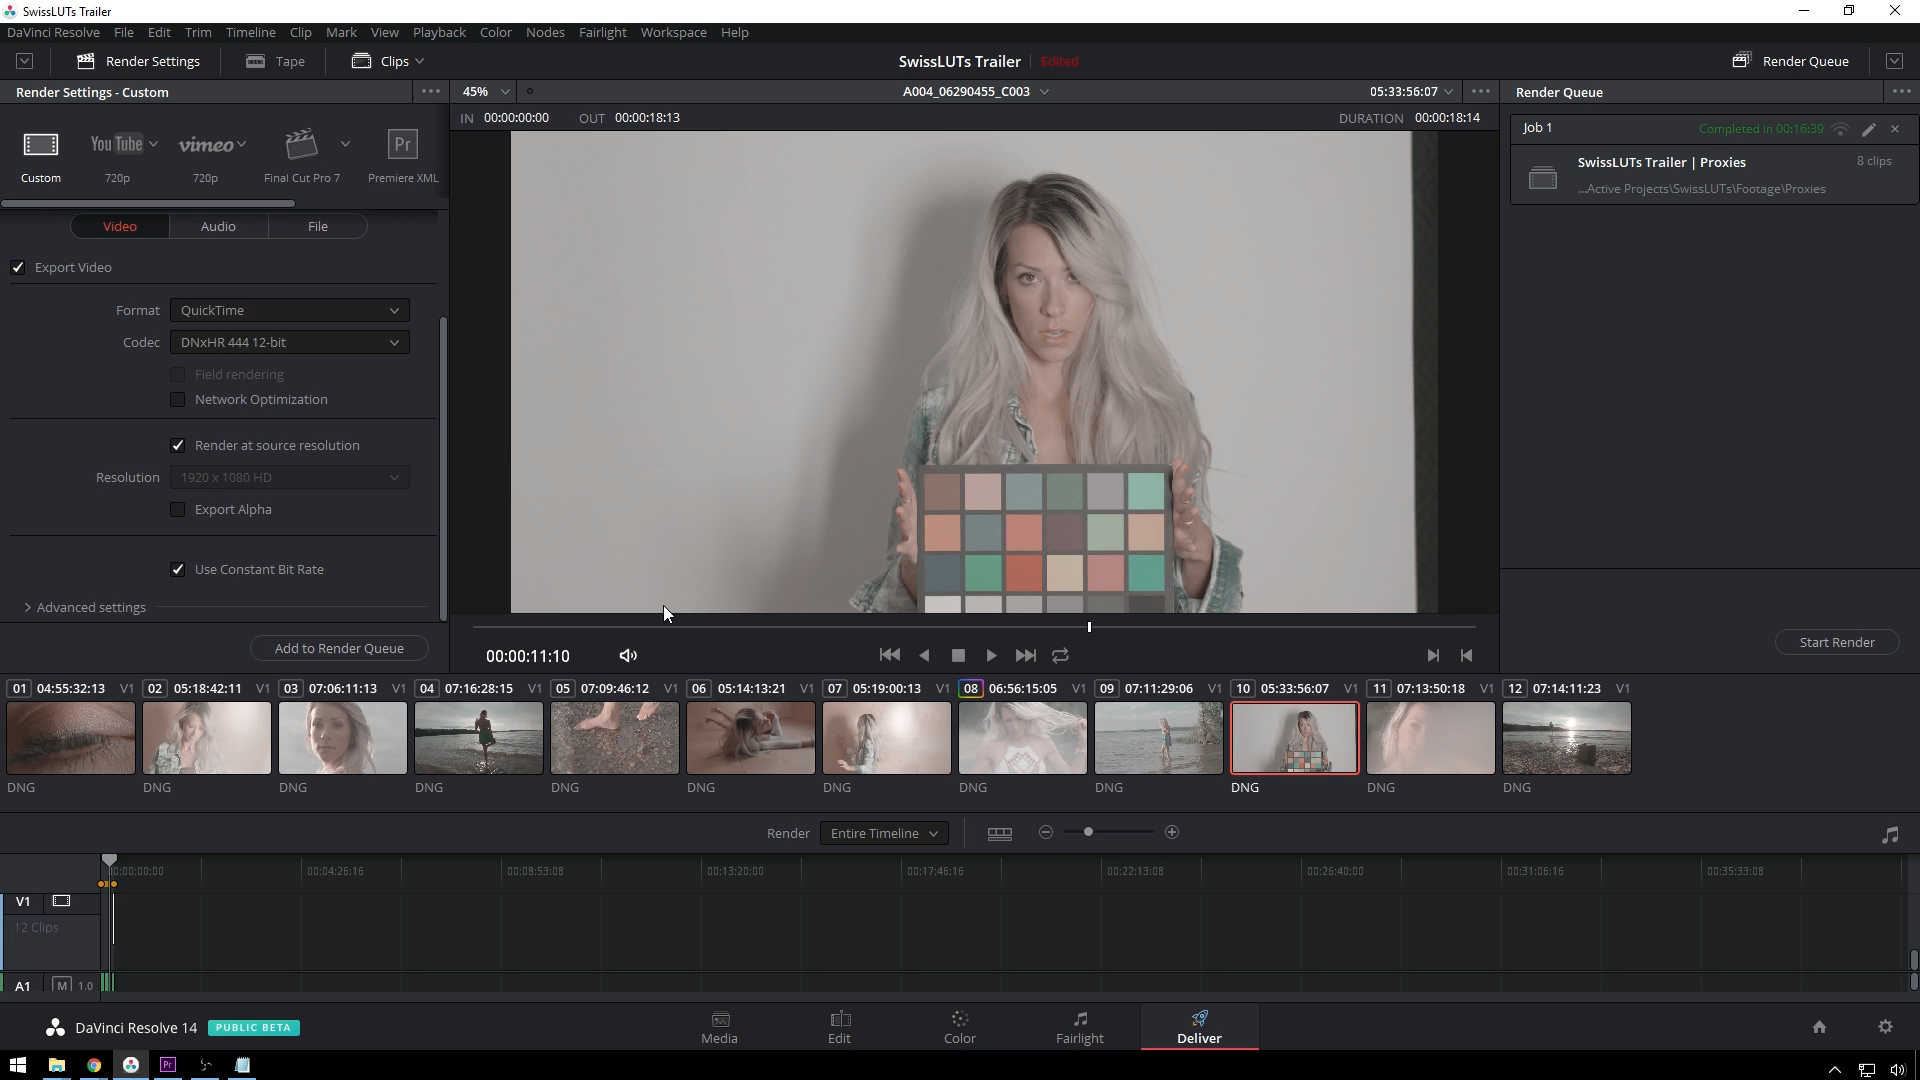 SwissLUTs Trailer
DaVinci Resolve File Edit Trim Timeline Clip Mark View Playback Color Nodes Fairlight Workspace Help
Render Settings Tape Clips SwissLUTs Trailer Edited Render Queue
Render Settings - Custom 45% A004_06290455_C003 05:33:56:07 Render Queue
IN 00:00:00:00 OUT 00:00:18:13 DURATION 00:00:18:14
Job 1 Completed in 00:16:39
YouTube vimeo Pr
SwissLUTs Trailer | Proxies 8 clips
Custom 720p 720p Final Cut Pro 7 Premiere XML
...Active Projects\SwissLUTs\Footage\Proxies
Video Audio File
Export Video
Format QuickTime
Codec DNxHR 444 12-bit
Field rendering
Network Optimization
Render at source resolution
Resolution 1920 x 1080 HD
Export Alpha
Use Constant Bit Rate
Advanced settings
Add to Render Queue 00:00:11:10 Start Render
01 04:55:32:13 V1 02 05:18:42:11 V1 03 07:06:11:13 V1 04 07:16:28:15 V1 05 07:09:46:12 V1 06 05:14:13:21 V1 07 05:19:00:13 V1 08 06:56:15:05 V1 09 07:11:29:06 V1 10 05:33:56:07 V1 11 07:13:50:18 V1 12 07:14:11:23 V1
DNG DNG DNG DNG DNG DNG DNG DNG DNG DNG DNG DNG
Render Entire Timeline
00:00:00:00 00:04:26:16 00:08:53:08 00:13:20:00 00:17:46:16 00:22:13:08 00:26:40:00 00:31:06:16 00:35:33:08
V1
12 Clips
A1 M 1.0
DaVinci Resolve 14 PUBLIC BETA Media Edit Color Fairlight Deliver
Pr